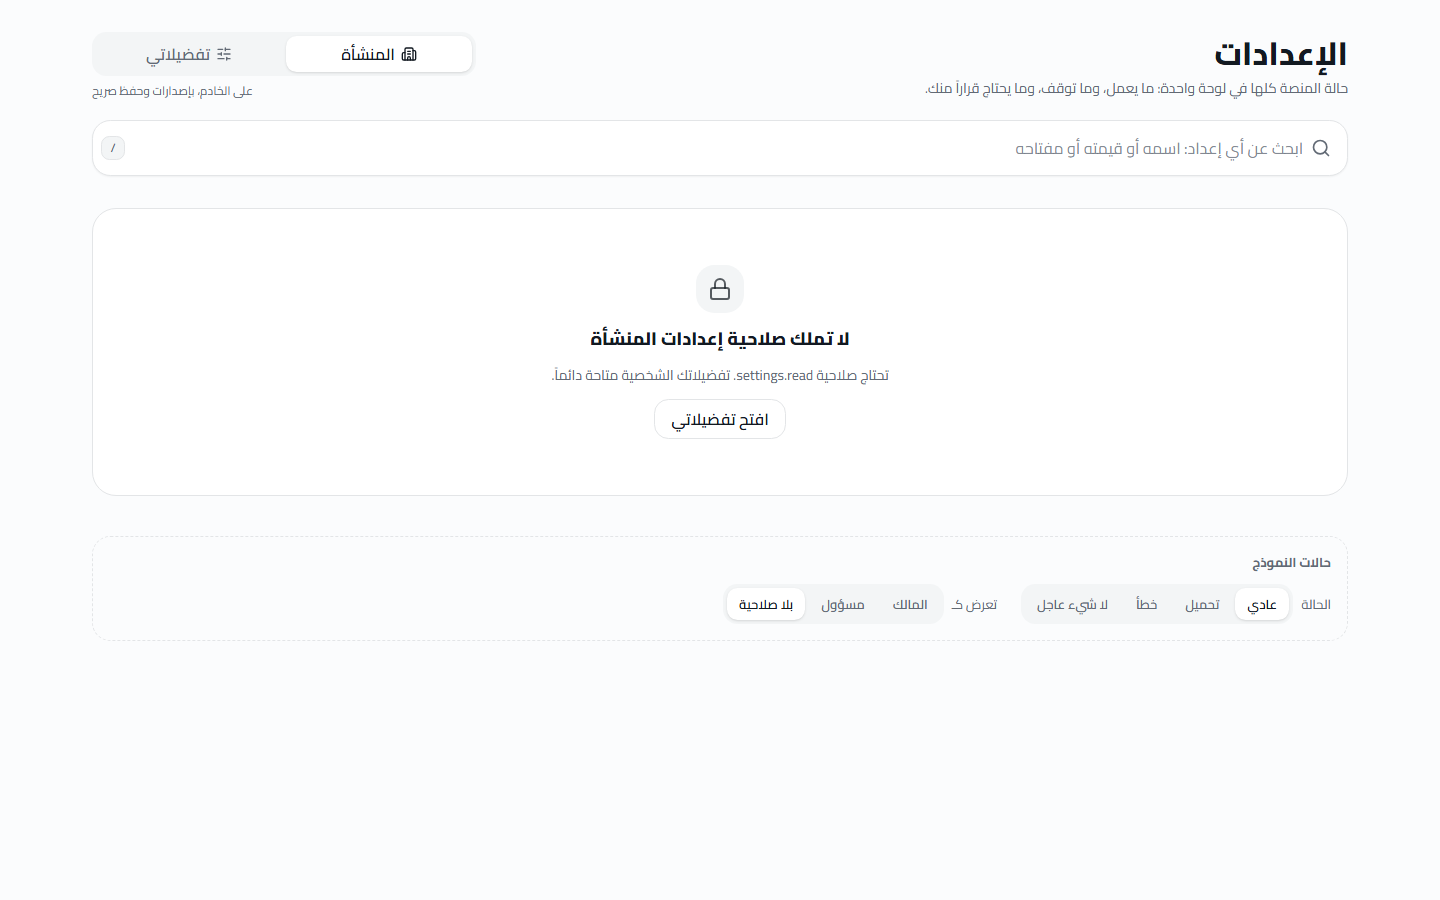 الإعدادات
حالة المنصة كلها في لوحة واحدة: ما يعمل، وما توقف، وما يحتاج قراراً منك.
المنشأة
تفضيلاتي
على الخادم، بإصدارات وحفظ صريح
ابحث عن أي إعداد: اسمه أو قيمته أو مفتاحه
/
لا تملك صلاحية إعدادات المنشأة
تحتاج صلاحية settings.read. تفضيلاتك الشخصية متاحة دائماً.
افتح تفضيلاتي
حالات النموذج
الحالة عادي تحميل خطأ لا شيء عاجل تعرض كـ المالك مسؤول بلا صلاحية